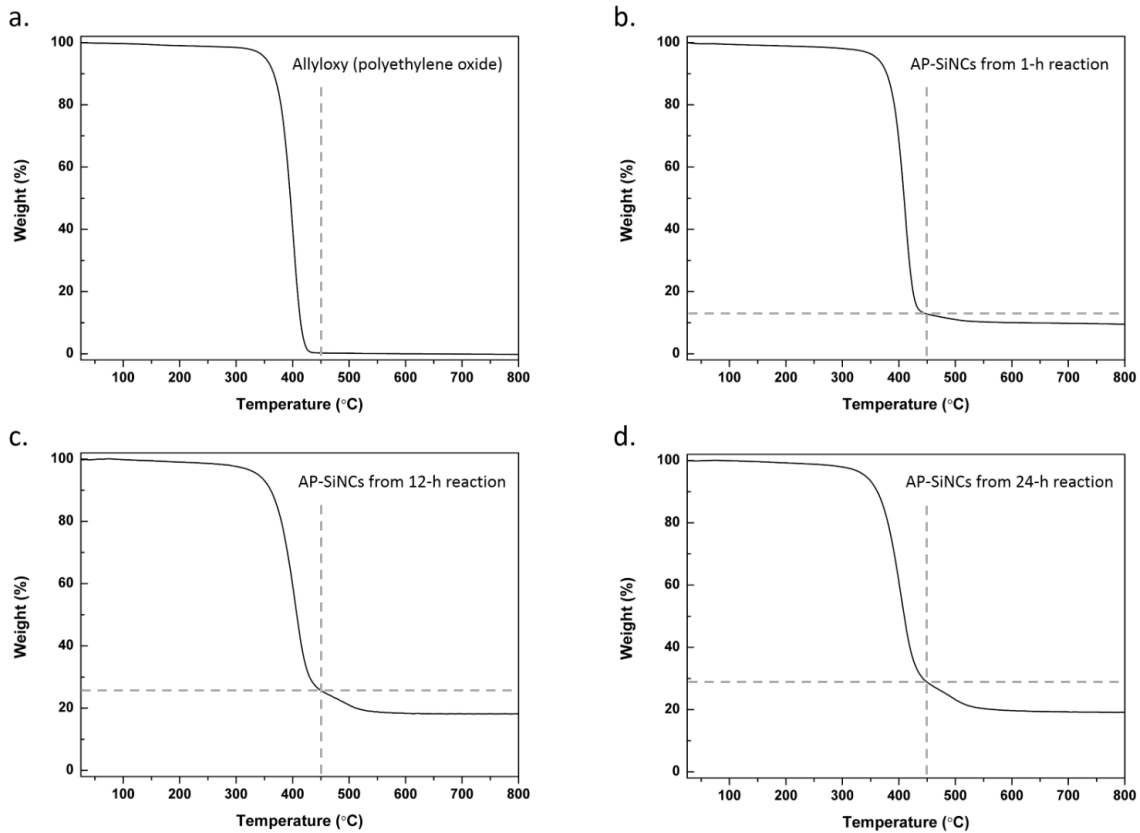 a.
100
80
60
40
20
0
Weight (%)
Allyloxy (polyethylene oxide)
100 200 300 400 500 600 700 800
Temperature (°C)
b.
100
80
60
40
20
0
Weight (%)
AP-SiNCs from 1-h reaction
100 200 300 400 500 600 700 800
Temperature (°C)
c.
100
80
60
40
20
0
Weight (%)
AP-SiNCs from 12-h reaction
100 200 300 400 500 600 700 800
Temperature (°C)
d.
100
80
60
40
20
0
Weight (%)
AP-SiNCs from 24-h reaction
100 200 300 400 500 600 700 800
Temperature (°C)